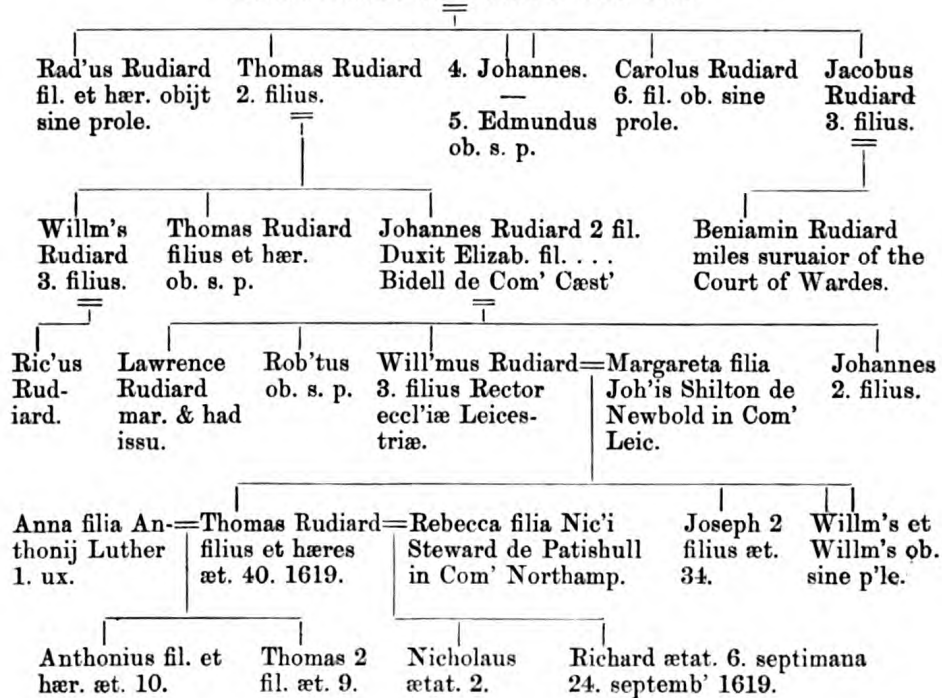 Rad'us Rudiard
fil. et hær. obijt
sine prole.
Thomas Rudiard
2. filius.
4. Johannes.
—
5. Edmundus
ob. s. p.
Carolus Rudiard
6. fil. ob. sine
prole.
Jacobus
Rudiard
3. filius.
Willm's
Rudiard
3. filius.
Thomas Rudiard
filius et hær.
ob. s. p.
Johannes Rudiard 2 fil.
Duxit Elizab. fil. . . .
Bidell de Com' Cæst'
Beniamin Rudiard
miles suruaior of the
Court of Wardes.
Ric'us
Rud-
iard.
Lawrence
Rudiard
mar. & had
issu.
Rob'tus
ob. s. p.
Will'mus Rudiard
3. filius Rector
eccl'iæ Leices-
triæ.
Margareta filia
Joh'is Shilton de
Newbold in Com'
Leic.
Johannes
2. filius.
Anna filia An-
thonij Luther
1. ux.
Thomas Rudiard
filius et hæres
æt. 40. 1619.
Rebecca filia Nic'i
Steward de Patishull
in Com' Northamp.
Joseph 2
filius æt.
34.
Willm's et
Willm's ob.
sine p'le.
Anthonius fil. et
hær. æt. 10.
Thomas 2
fil. æt. 9.
Nicholaus
ætat. 2.
Richard ætat. 6. septimana
24. septemb' 1619.